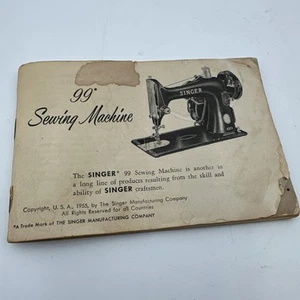 99*
Sewing Machine
SINGER
The SINGER* 99 Sewing Machine is another in
a long line of products resulting from the skill and
ability of SINGER craftsmen.
Copyright, U. S. A., 1955, by The Singer Manufacturing Company
All Rights Reserved for all Countries
*A Trade Mark of THE SINGER MANUFACTURING COMPANY